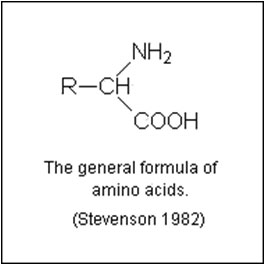 NH₂
R—CH
COOH
The general formula of
amino acids.
(Stevenson 1982)